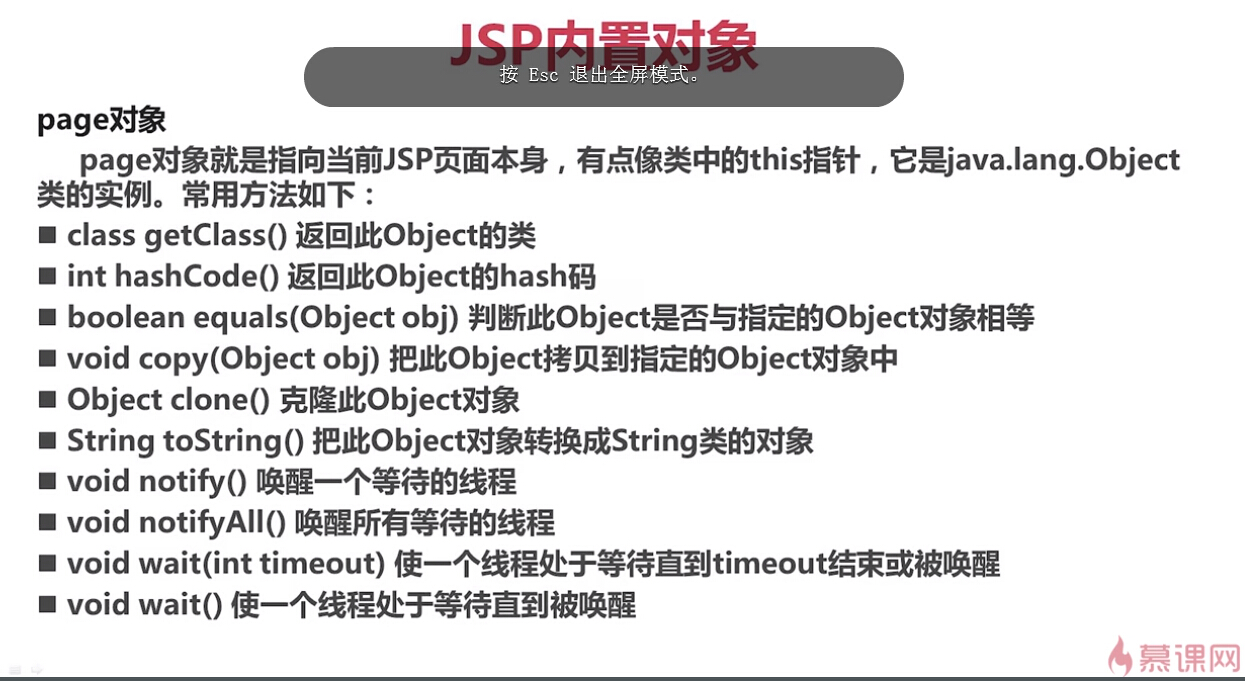 JSP内置对象
按 Esc 退出全屏模式。
page对象
page对象就是指向当前JSP页面本身，有点像类中的this指针，它是java.lang.Object
类的实例。常用方法如下：
■ class getClass() 返回此Object的类
■ int hashCode() 返回此Object的hash码
■ boolean equals(Object obj) 判断此Object是否与指定的Object对象相等
■ void copy(Object obj) 把此Object拷贝到指定的Object对象中
■ Object clone() 克隆此Object对象
■ String toString() 把此Object对象转换成String类的对象
■ void notify() 唤醒一个等待的线程
■ void notifyAll() 唤醒所有等待的线程
■ void wait(int timeout) 使一个线程处于等待直到timeout结束或被唤醒
■ void wait() 使一个线程处于等待直到被唤醒
慕课网